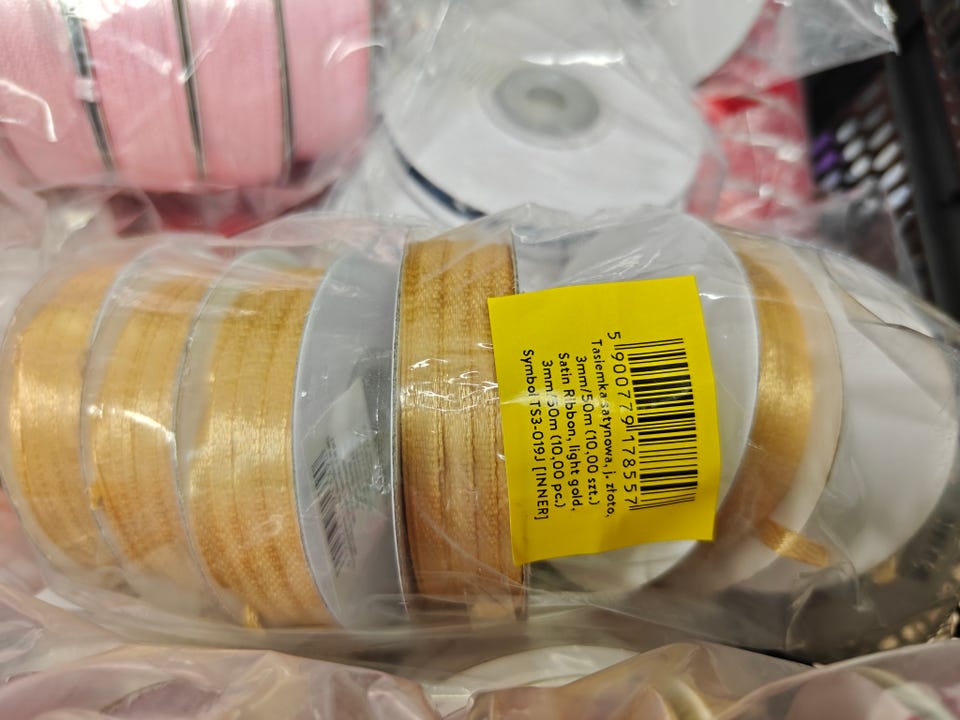 5 900779 178557
Tasiemka satynowa, j. złoto,
3mm/50m (10,00 szt.)
Satin Ribbon, light gold,
3mm/50m (10,00 pc.)
Symbol TS3-019J [INNER]